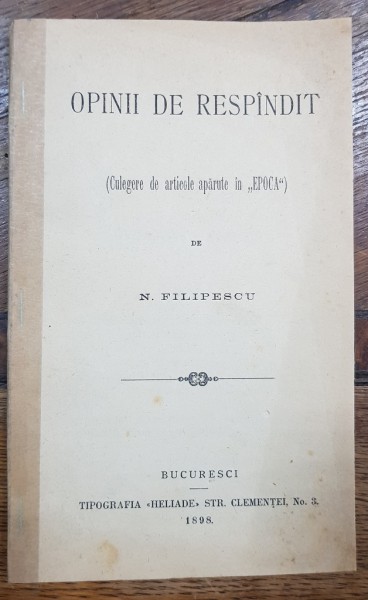 OPINII DE RESPÎNDIT
(Culegere de articole apărute în „EPOCA“)
DE
N. FILIPESCU
BUCURESCI
TIPOGRAFIA «HELIADE» STR. CLEMENȚEI, No. 3.
1898.